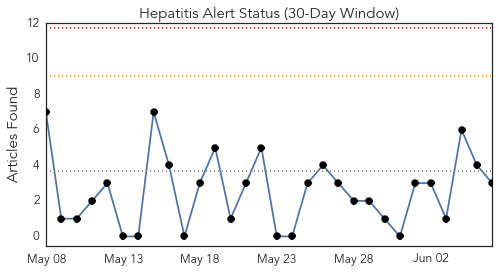 Hepatitis Alert Status (30-Day Window)
Articles Found
12
10
8
6
4
2
0
May 08 May 13 May 18 May 23 May 28 Jun 02